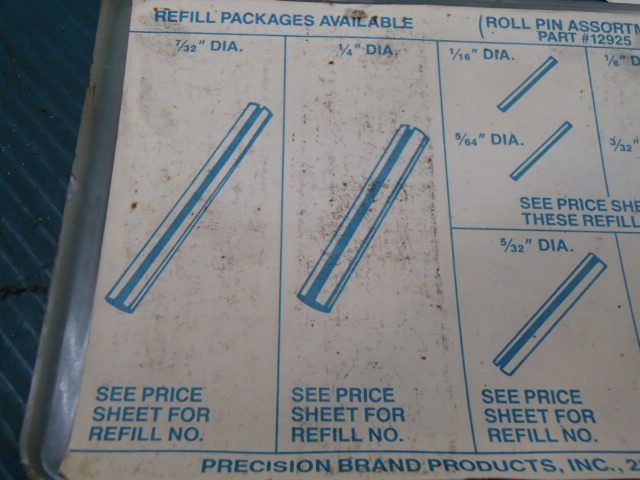 REFILL PACKAGES AVAILABLE
(ROLL PIN
PART #12925
7/32" DIA.
1/4" DIA.
1/16" DIA.
5/64" DIA.
3/32"
SEE PRICE
THESE REFILL
5/32" DIA.
SEE PRICE
SHEET FOR
REFILL NO.
SEE PRICE
SHEET FOR
REFILL NO.
SEE PRICE
SHEET FOR
REFILL NO.
PRECISION BRAND PRODUCTS, INC.,